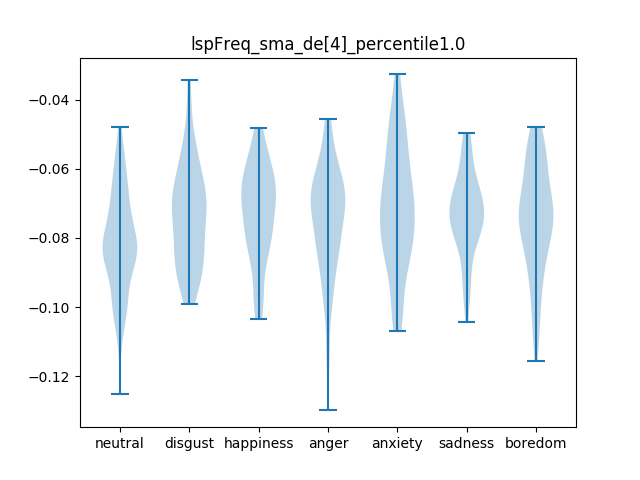 lspFreq_sma_de[4]_percentile1.0
−0.04
−0.06
−0.08
−0.10
−0.12
neutral disgust happiness anger anxiety sadness boredom